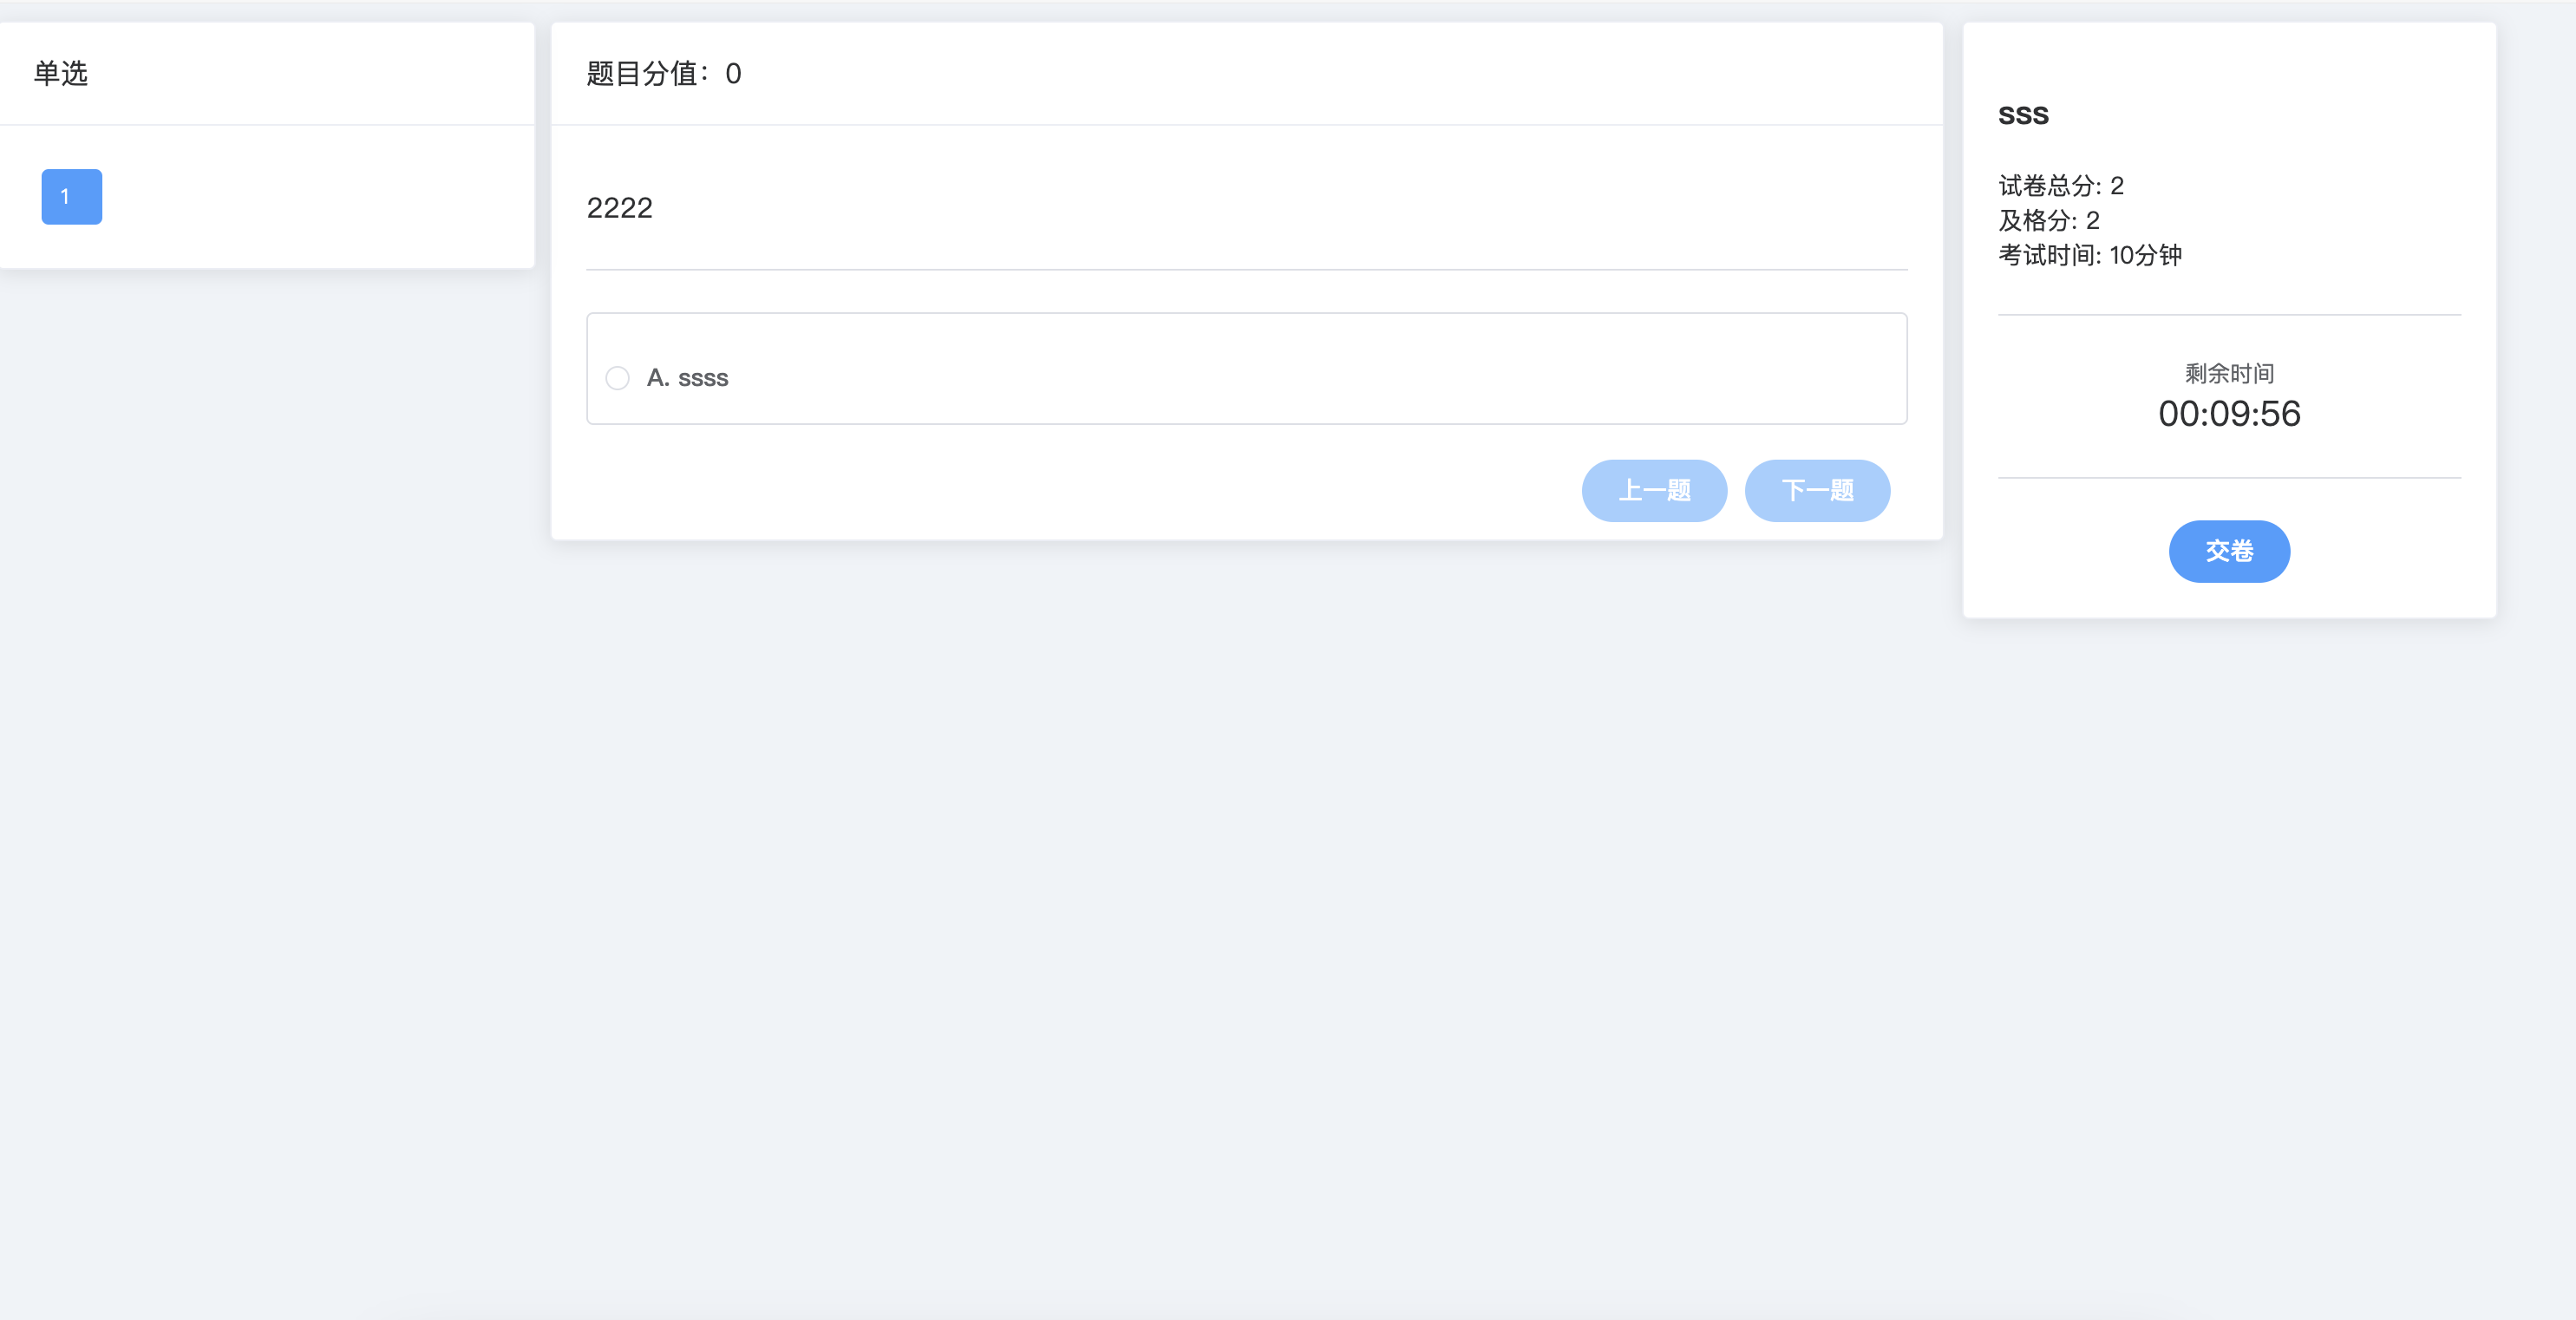 单选
1
题目分值：0
2222
A. ssss
上一题
下一题
sss
试卷总分: 2
及格分: 2
考试时间: 10分钟
剩余时间
00:09:56
交卷